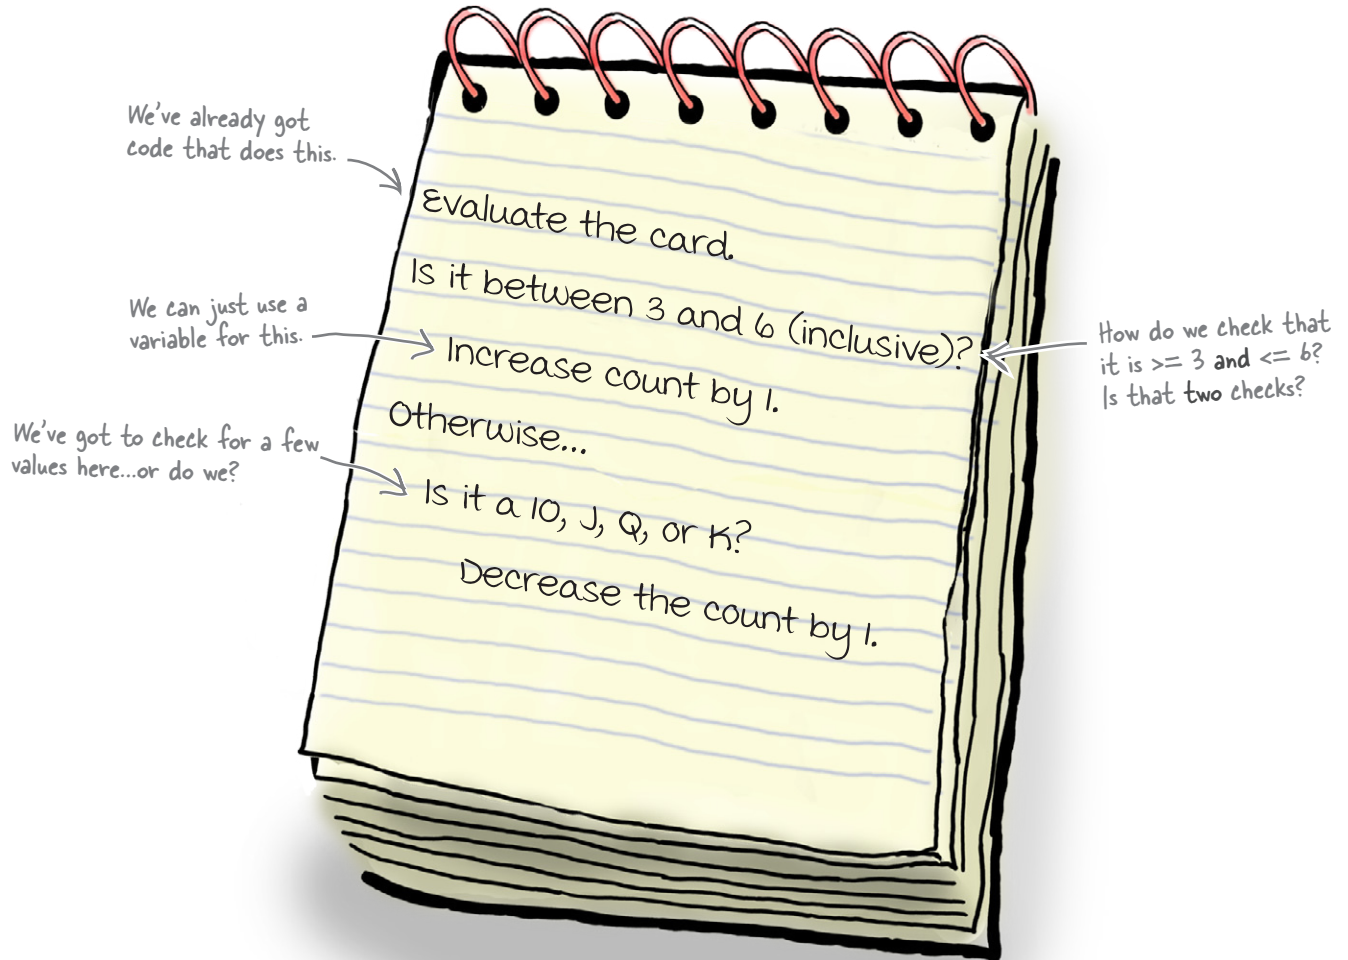 We've already got
code that does this.
Evaluate the card.
Is it between 3 and 6 (inclusive)?
We can just use a
variable for this.
How do we check that
it is >= 3 and <= 6?
Is that two checks?
Increase count by 1.
Otherwise...
We've got to check for a few
values here...or do we?
Is it a 10, J, Q, or K?
Decrease the count by 1.